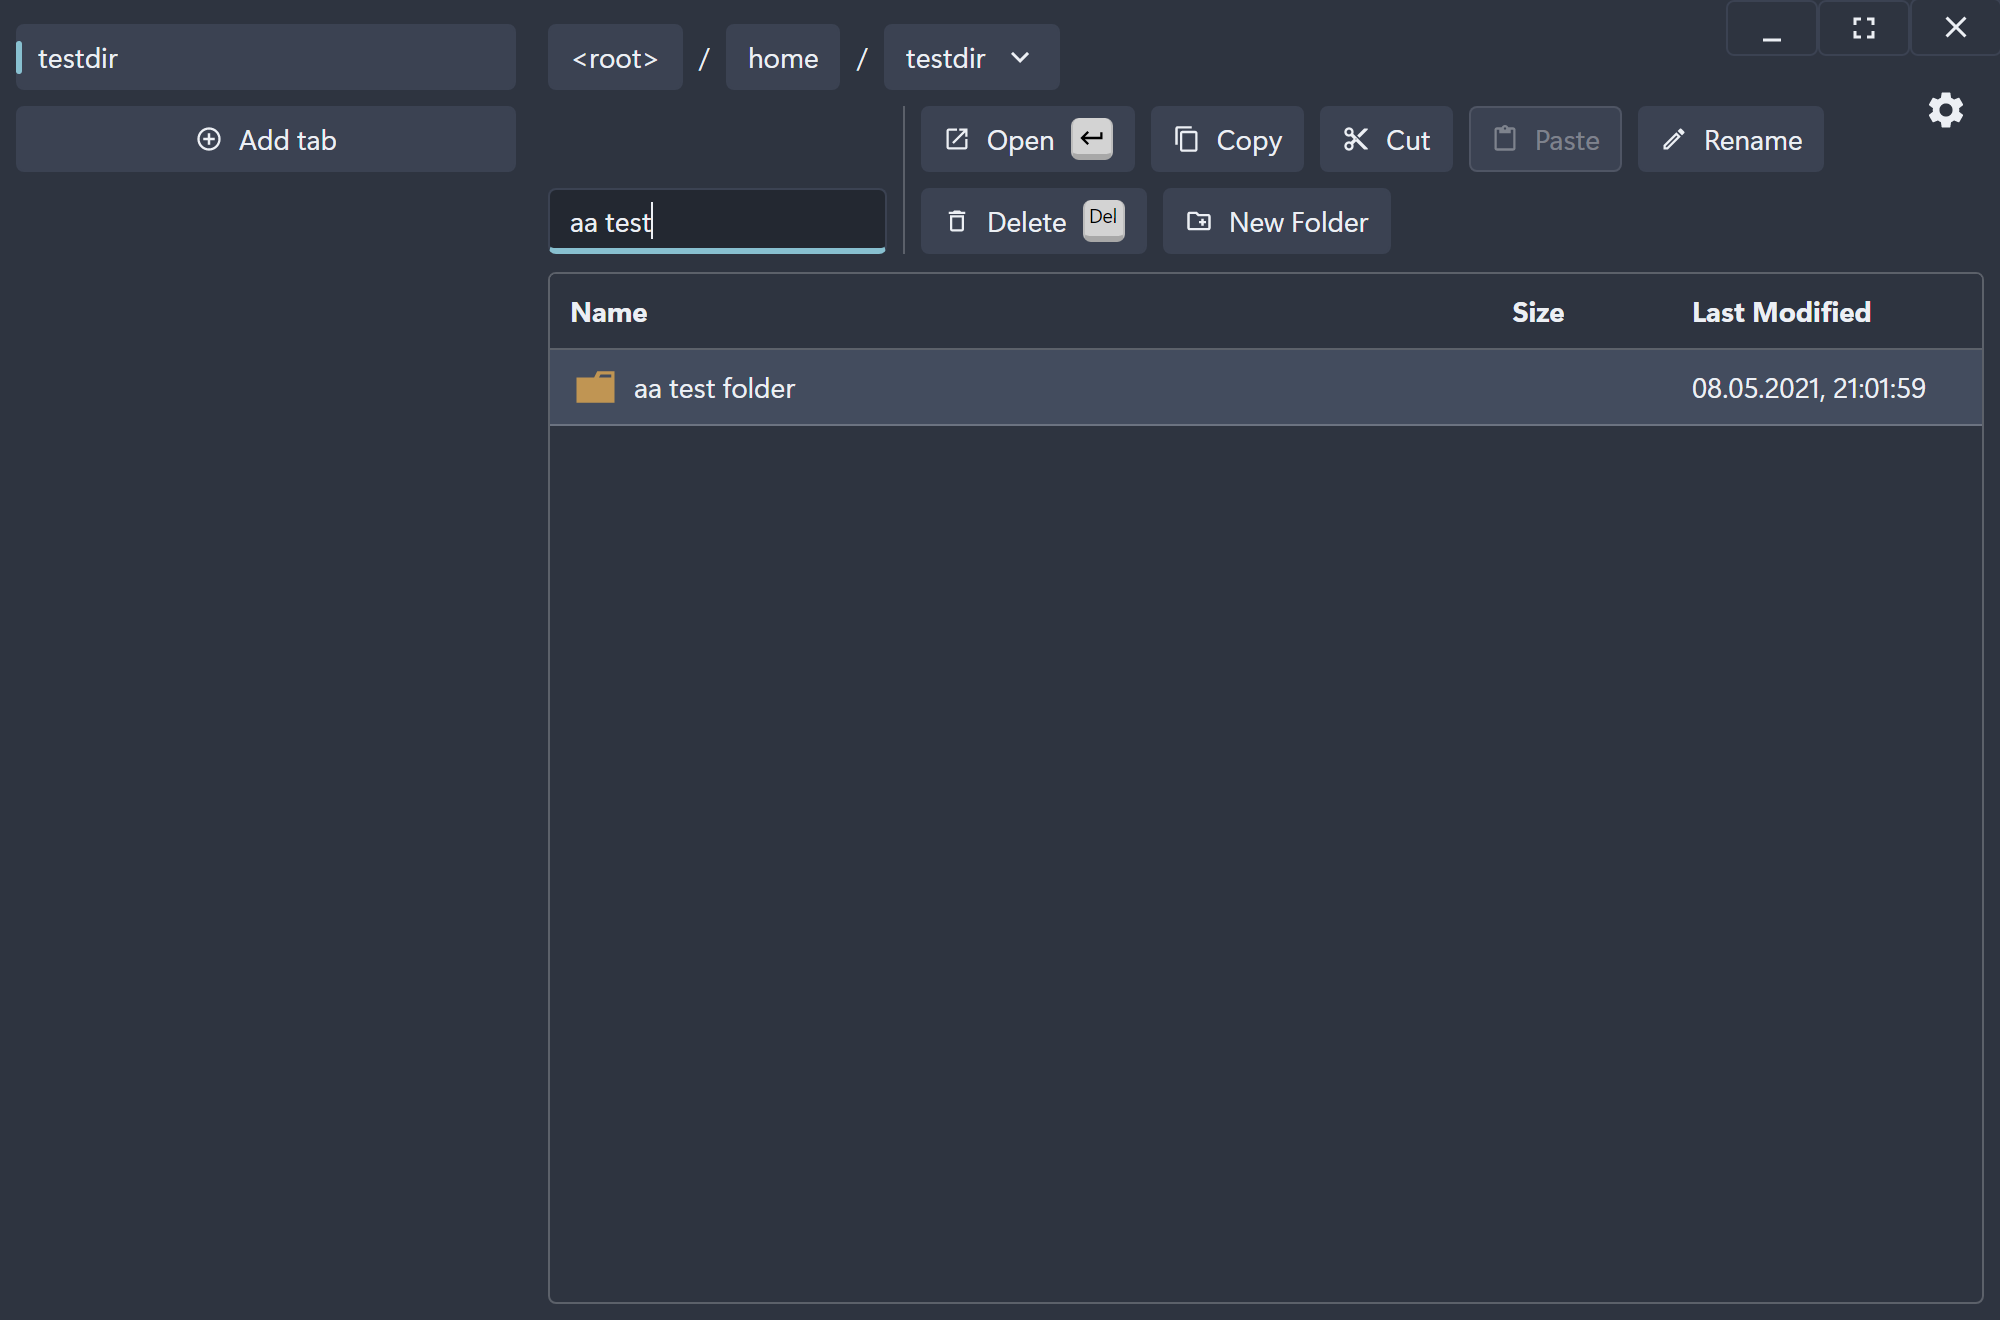 testdir
Add tab
<root> / home / testdir
Open Copy Cut Paste Rename
aa test
Delete Del New Folder
Name Size Last Modified
aa test folder 08.05.2021, 21:01:59